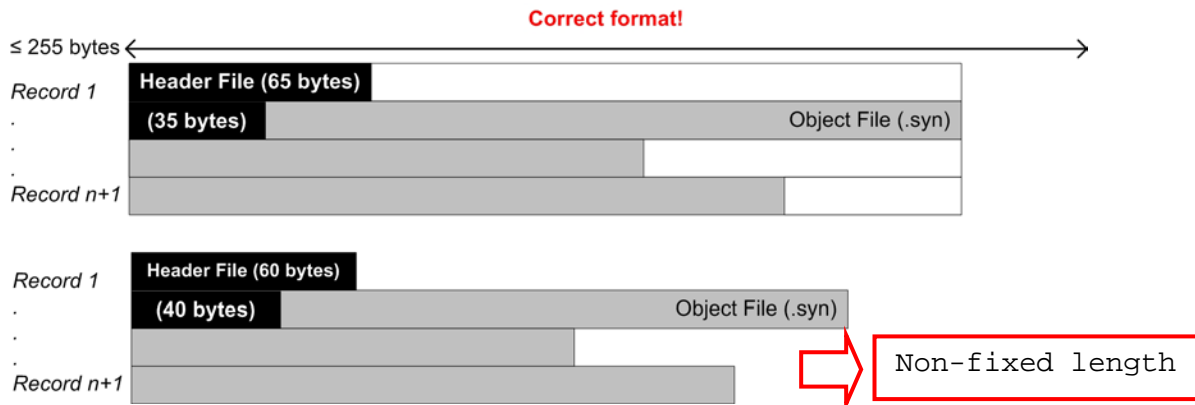 Correct format!
≤ 255 bytes
Record 1
Header File (65 bytes)
.
(35 bytes) Object File (.syn)
.
.
Record n+1
Record 1
Header File (60 bytes)
.
(40 bytes) Object File (.syn)
.
.
Record n+1
Non-fixed length